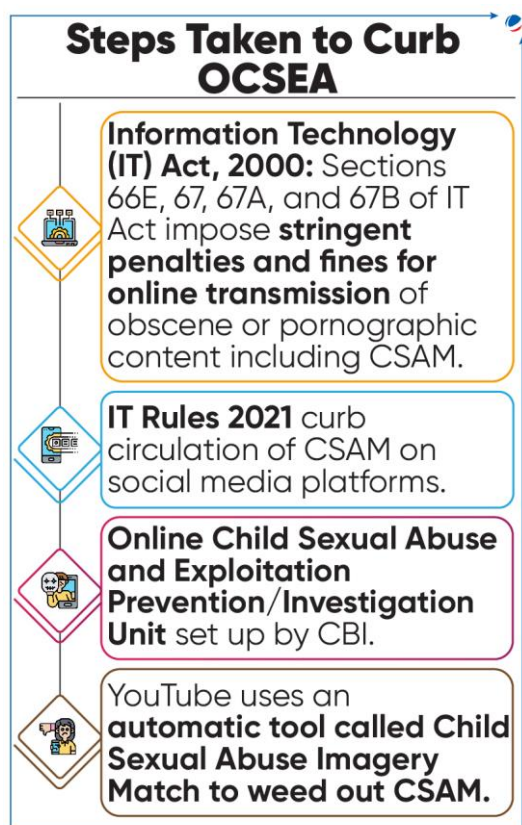 Steps Taken to Curb
OCSEA
Information Technology
(IT) Act, 2000: Sections
66E, 67, 67A, and 67B of IT
Act impose stringent
penalties and fines for
online transmission of
obscene or pornographic
content including CSAM.
IT Rules 2021 curb
circulation of CSAM on
social media platforms.
Online Child Sexual Abuse
and Exploitation
Prevention/Investigation
Unit set up by CBI.
YouTube uses an
automatic tool called Child
Sexual Abuse Imagery
Match to weed out CSAM.